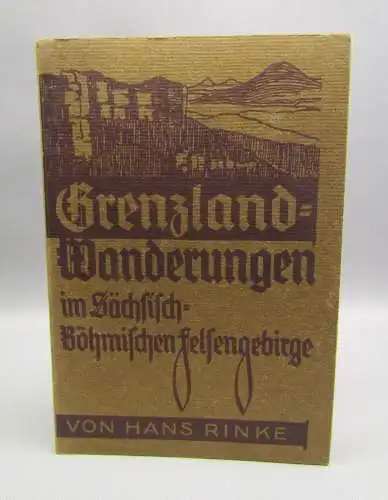 Grenzland-
Wanderungen
im Sächsisch-
Böhmischen Felsengebirge
VON HANS RINKE